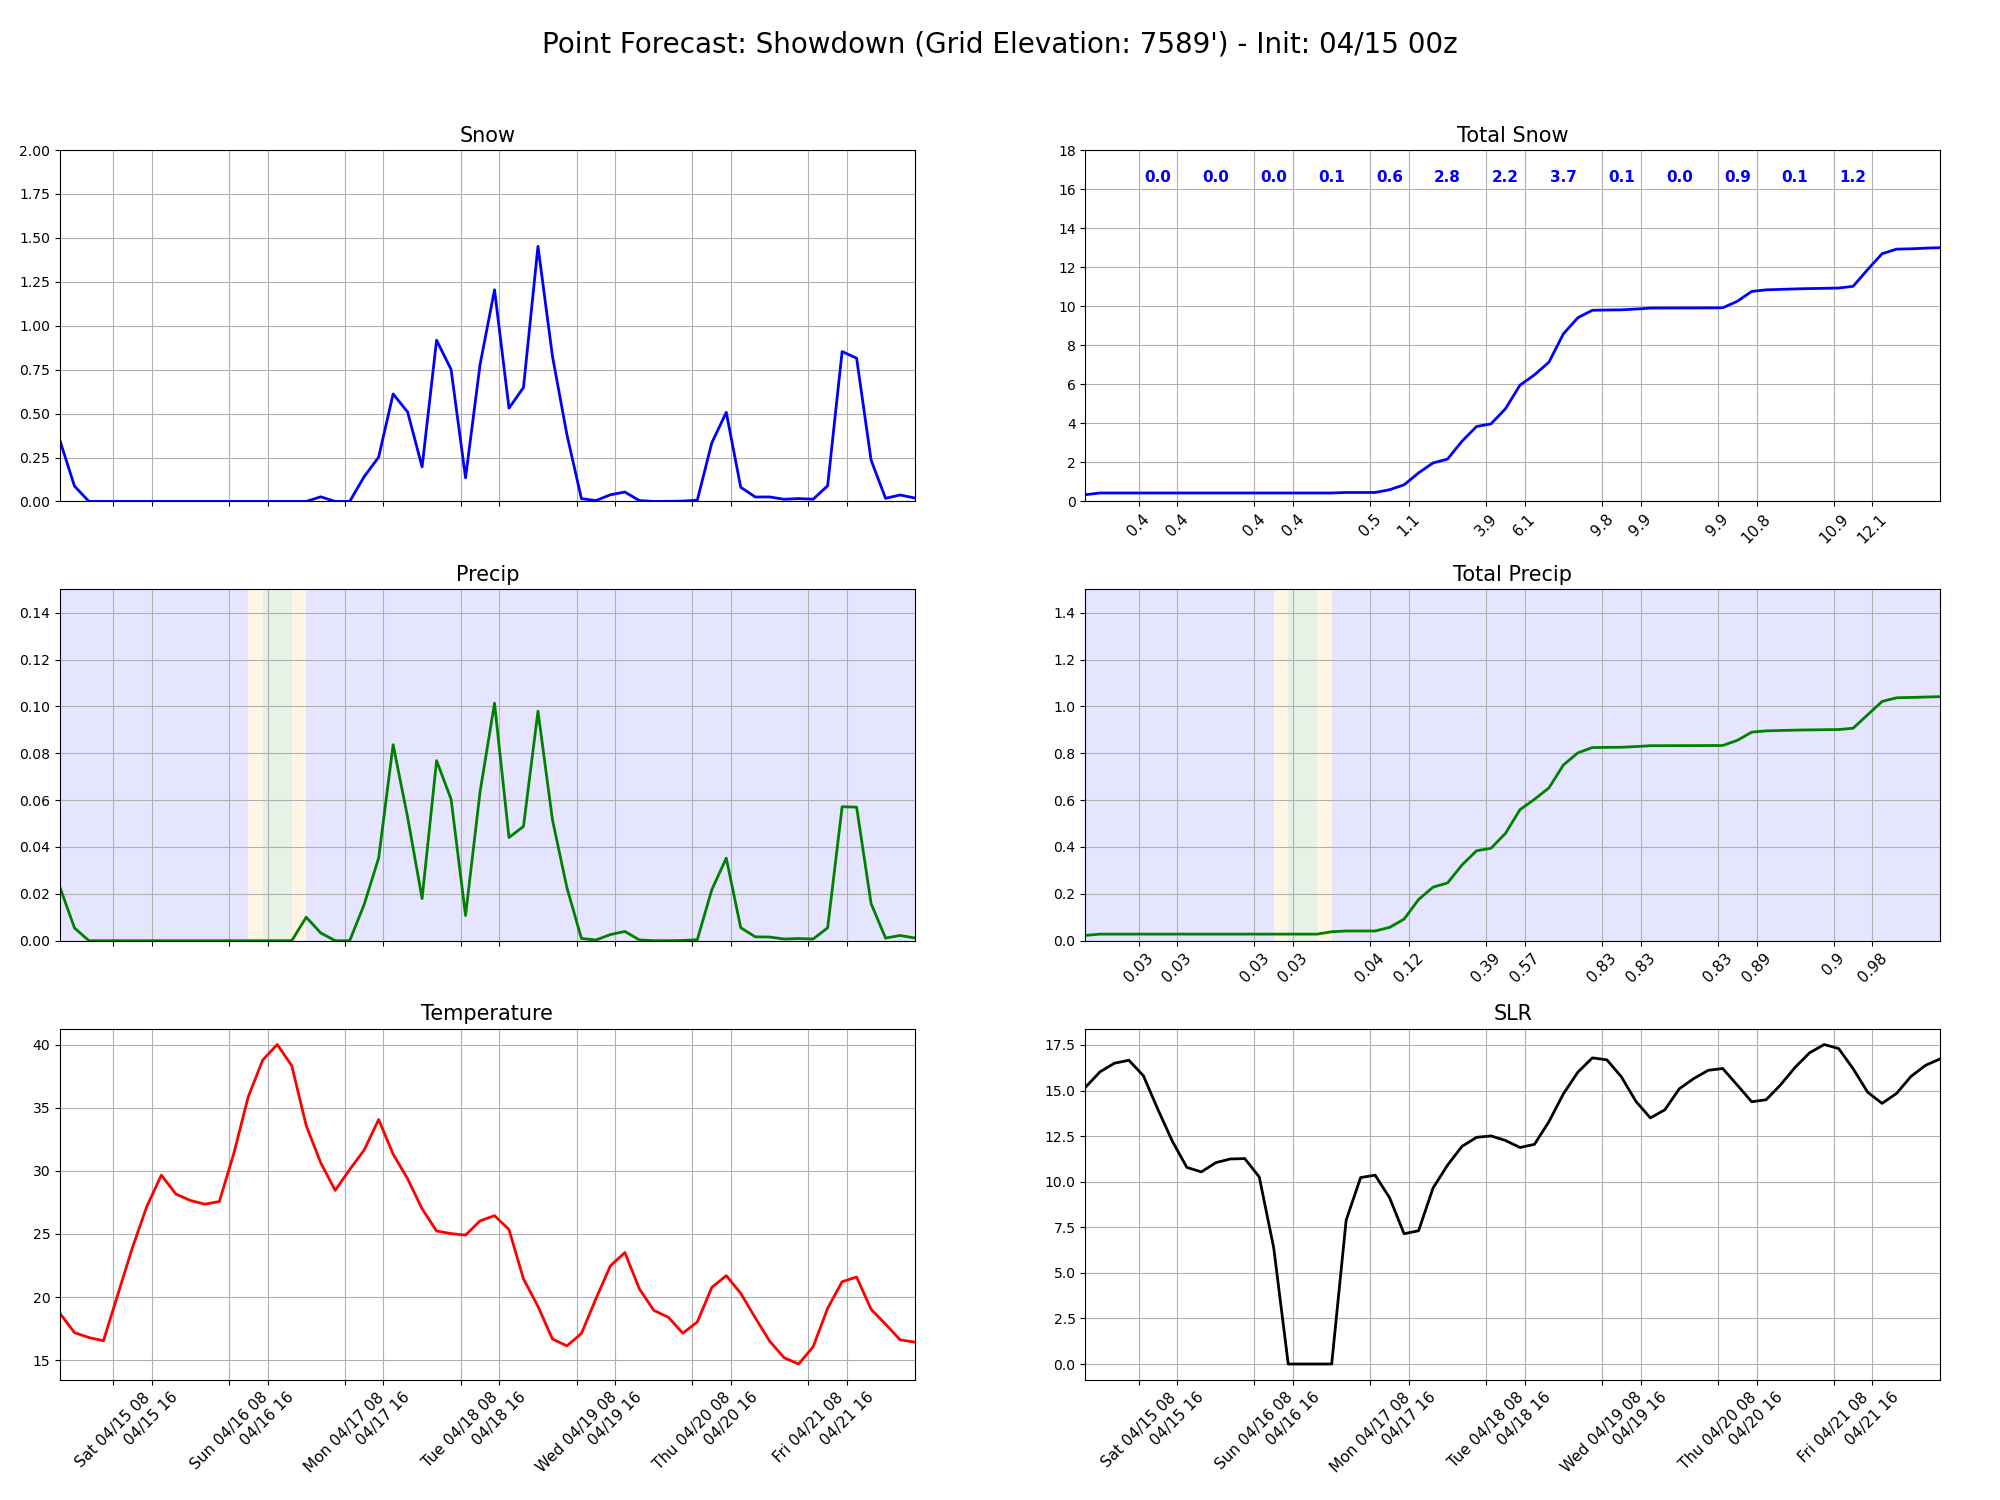 Point Forecast: Showdown (Grid Elevation: 7589') - Init: 04/15 00z
Snow
2.00
1.75
1.50
1.25
1.00
0.75
0.50
0.25
0.00
Total Snow
18
16
14
12
10
8
6
4
2
0
0.0 0.0 0.0 0.1 0.6 2.8 2.2 3.7 0.1 0.0 0.9 0.1 1.2
0.4 0.4 0.4 0.4 0.5 1.1 3.9 6.1 9.8 9.9 9.9 10.8 10.9 12.1
Precip
0.14
0.12
0.10
0.08
0.06
0.04
0.02
0.00
Total Precip
1.4
1.2
1.0
0.8
0.6
0.4
0.2
0.0
0.03 0.03 0.03 0.03 0.04 0.12 0.39 0.57 0.83 0.83 0.83 0.89 0.9 0.98
Temperature
40
35
30
25
20
15
Sat 04/15 08
04/15 16
Sun 04/16 08
04/16 16
Mon 04/17 08
04/17 16
Tue 04/18 08
04/18 16
Wed 04/19 08
04/19 16
Thu 04/20 08
04/20 16
Fri 04/21 08
04/21 16
SLR
17.5
15.0
12.5
10.0
7.5
5.0
2.5
0.0
Sat 04/15 08
04/15 16
Sun 04/16 08
04/16 16
Mon 04/17 08
04/17 16
Tue 04/18 08
04/18 16
Wed 04/19 08
04/19 16
Thu 04/20 08
04/20 16
Fri 04/21 08
04/21 16